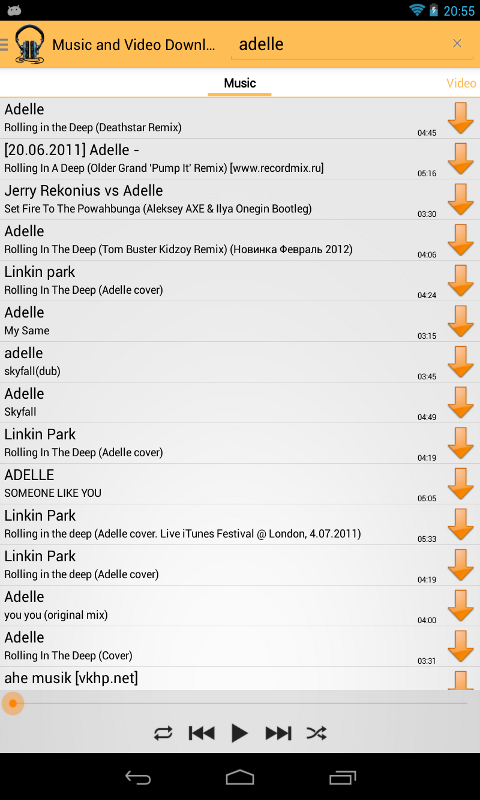 20:55
Music and Video Downl...
adelle
Music
Video
Adelle
Rolling in the Deep (Deathstar Remix)
04:45
[20.06.2011] Adelle -
Rolling In A Deep (Older Grand 'Pump It' Remix) [www.recordmix.ru]
05:16
Jerry Rekonius vs Adelle
Set Fire To The Powahbunga (Aleksey AXE & Ilya Onegin Bootleg)
03:30
Adelle
Rolling In The Deep (Tom Buster Kidzoy Remix) (Новинка Февраль 2012)
04:06
Linkin park
Rolling In The Deep (Adelle cover)
04:24
Adelle
My Same
03:15
adelle
skyfall(dub)
03:45
Adelle
Skyfall
04:49
Linkin Park
Rolling In The Deep (Adelle cover)
04:19
ADELLE
SOMEONE LIKE YOU
05:05
Linkin Park
Rolling in the deep (Adelle cover. Live iTunes Festival @ London, 4.07.2011)
05:33
Linkin Park
Rolling in the deep (Adelle cover)
04:19
Adelle
you you (original mix)
04:00
Adelle
Rolling In The Deep (Cover)
03:31
ahe musik [vkhp.net]